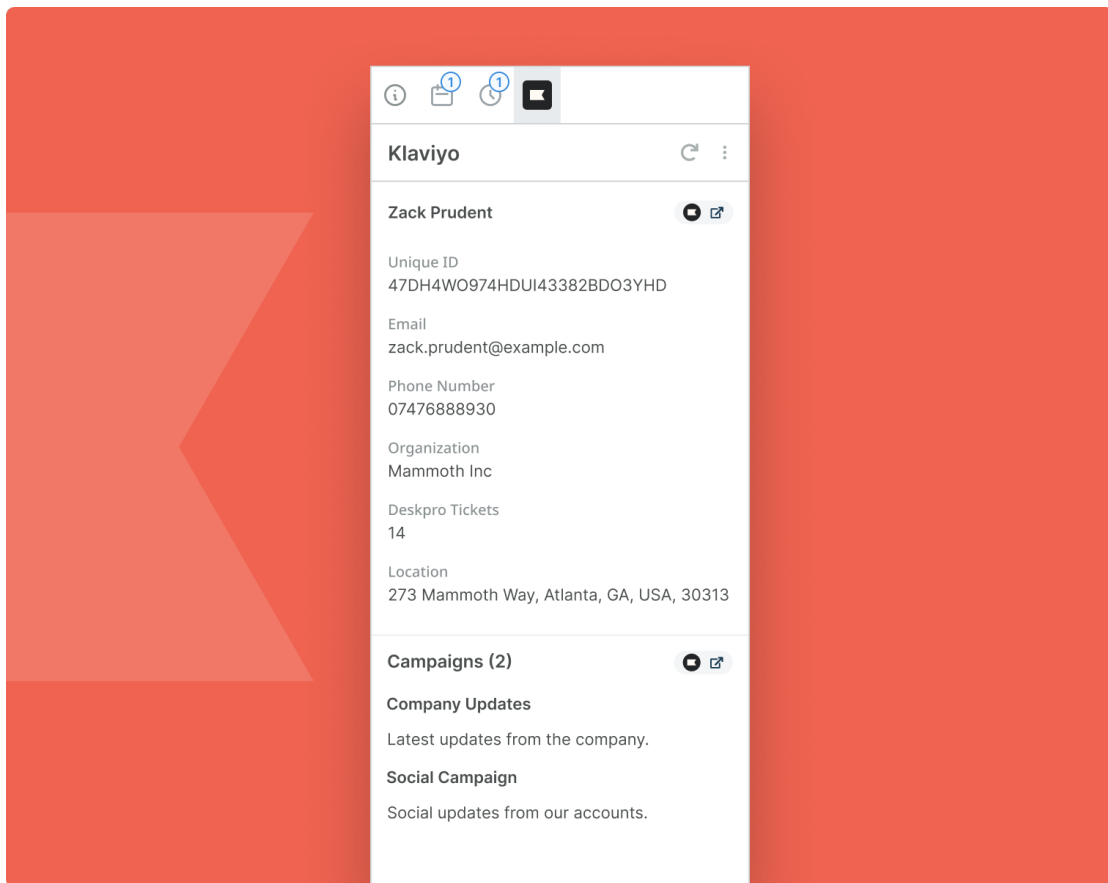 1 1
Klaviyo
Zack Prudent
Unique ID
47DH4WO974HDUI43382BDO3YHD
Email
zack.prudent@example.com
Phone Number
07476888930
Organization
Mammoth Inc
Deskpro Tickets
14
Location
273 Mammoth Way, Atlanta, GA, USA, 30313
Campaigns (2)
Company Updates
Latest updates from the company.
Social Campaign
Social updates from our accounts.